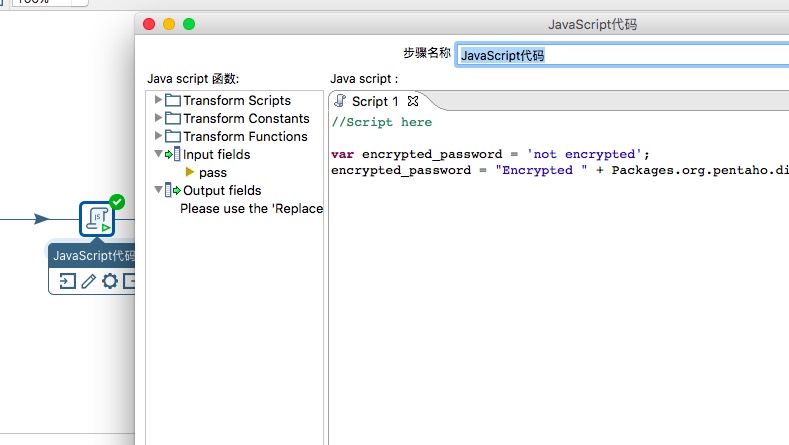 JavaScript代码
步骤名称
JavaScript代码
Java script 函数:
Java script :
Transform Scripts
Transform Constants
Transform Functions
Input fields
pass
Output fields
Please use the 'Replace
Script 1
//Script here
var encrypted_password = 'not encrypted';
encrypted_password = "Encrypted " + Packages.org.pentaho.di
JS
JavaScript代码